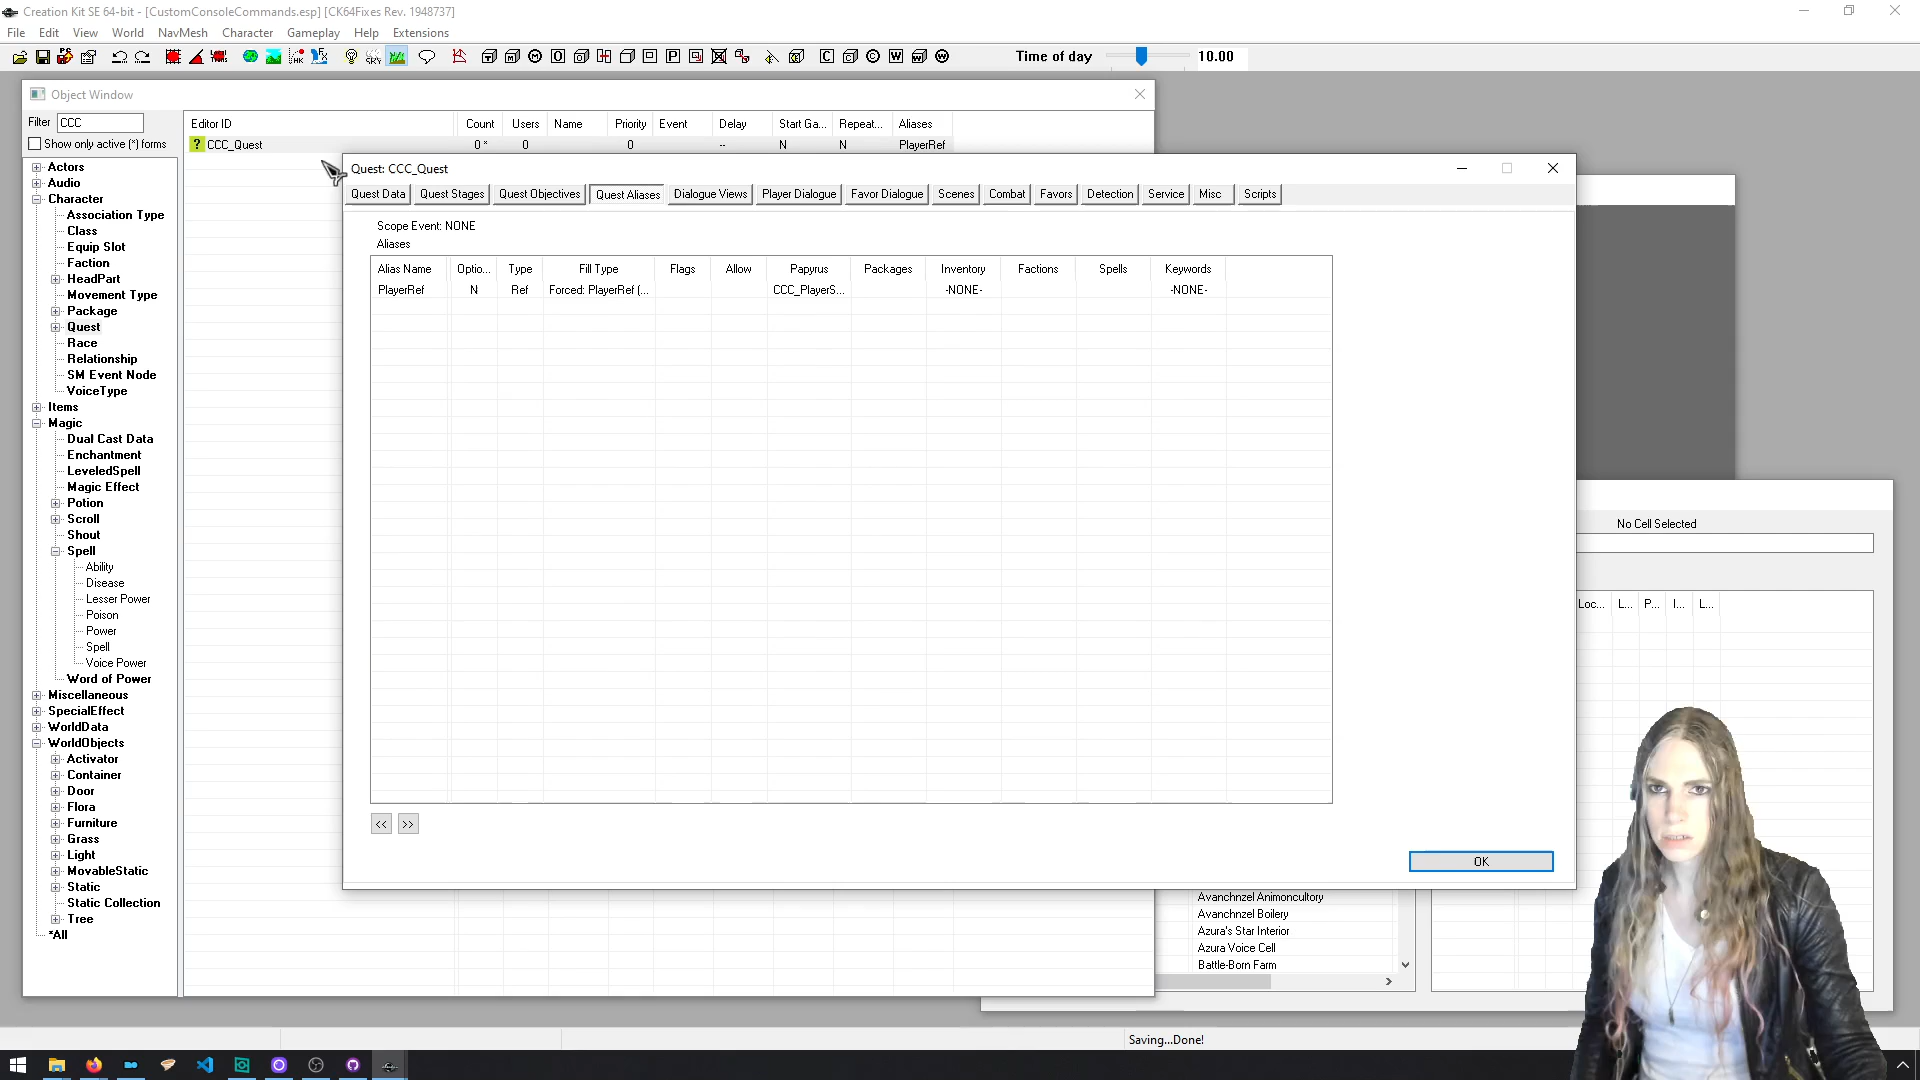 Creation Kit SE 64-bit - [CustomConsoleCommands.esp] [CK64Fixes Rev. 1948737]
File Edit View World NavMesh Character Gameplay Help Extensions
Time of day 10.00
Object Window
Filter CCC
Show only active (*) forms
Editor ID Count Users Name Priority Event Delay Start Ga... Repeat... Aliases
CCC_Quest 0 * 0 0 -- N N PlayerRef
Actors
Audio
Character
Association Type
Class
Equip Slot
Faction
HeadPart
Movement Type
Package
Quest
Race
Relationship
SM Event Node
VoiceType
Items
Magic
Dual Cast Data
Enchantment
LeveledSpell
Magic Effect
Potion
Scroll
Shout
Spell
Ability
Disease
Lesser Power
Poison
Power
Spell
Voice Power
Word of Power
Miscellaneous
SpecialEffect
WorldData
WorldObjects
Activator
Container
Door
Flora
Furniture
Grass
Light
MovableStatic
Static
Static Collection
Tree
*All
Quest: CCC_Quest
Quest Data Quest Stages Quest Objectives Quest Aliases Dialogue Views Player Dialogue Favor Dialogue Scenes Combat Favors Detection Service Misc Scripts
Scope Event: NONE
Aliases
Alias Name Optio... Type Fill Type Flags Allow Papyrus Packages Inventory Factions Spells Keywords
PlayerRef N Ref Forced: PlayerRef (... CCC_PlayerS... -NONE- -NONE-
<< >>
OK
No Cell Selected
Loc... L... P... I... L...
Avanchnzel Animoncultory
Avanchnzel Boilery
Azura's Star Interior
Azura Voice Cell
Battle-Born Farm
Saving...Done!